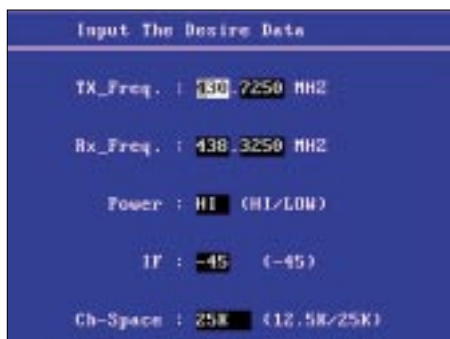 Input The Desire Data
TX_Freq. : 430.7250 MHZ
Rx_Freq. : 438.3250 MHZ
Power : HI (HI/LOW)
IF : -45 (-45)
Ch-Space : 25K (12.5K/25K)